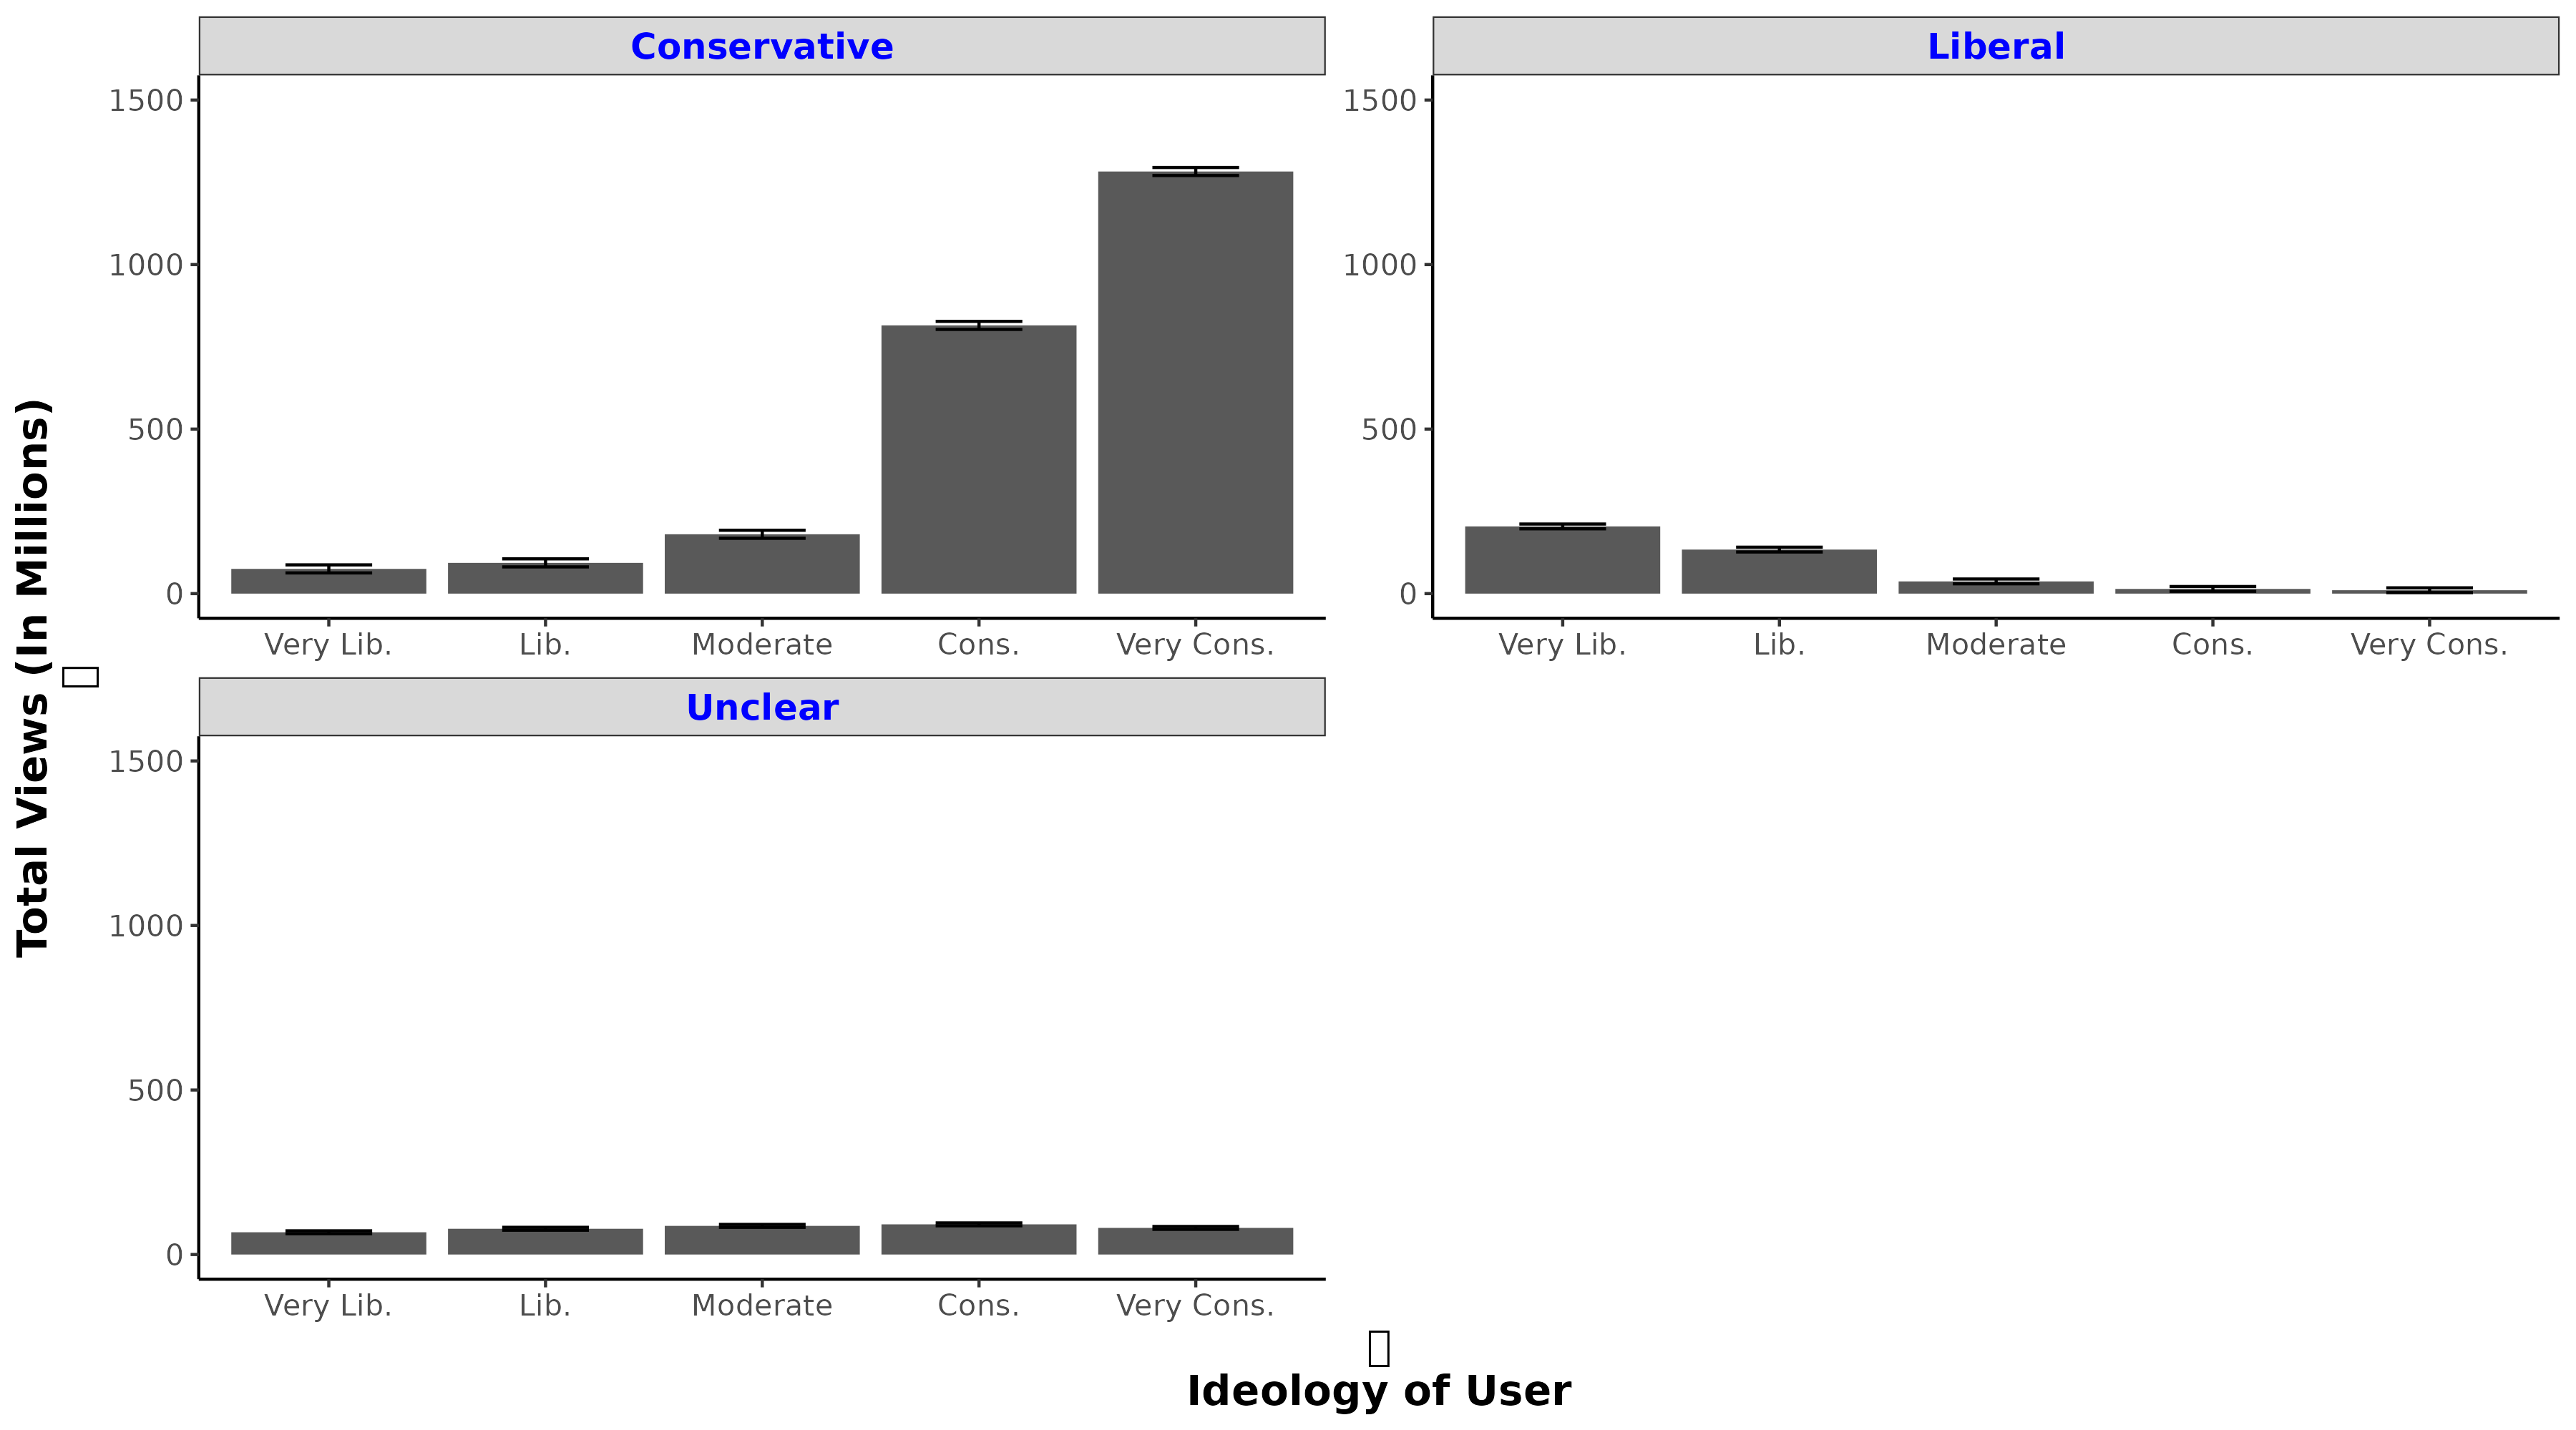 Conservative
Liberal
1500
1000
500
0
Very Lib. Lib. Moderate Cons. Very Cons.
1500
1000
500
0
Very Lib. Lib. Moderate Cons. Very Cons.
Unclear
1500
1000
500
0
Very Lib. Lib. Moderate Cons. Very Cons.
Total Views (In Millions)
Ideology of User